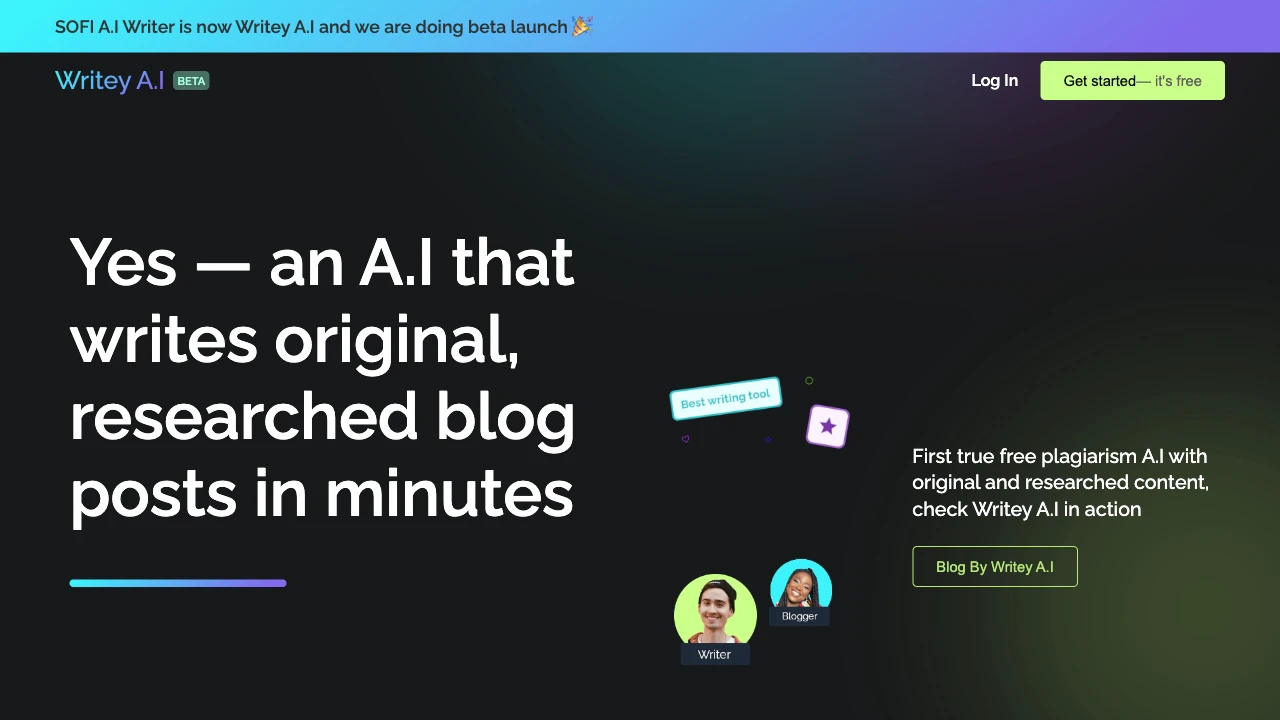 SOFI A.I Writer is now Writey A.I and we are doing beta launch 🎉
Writey A.I BETA
Log In
Get started— it's free
Yes — an A.I that
writes original,
researched blog
posts in minutes
Best writing tool
First true free plagiarism A.I with
original and researched content,
check Writey A.I in action
Blog By Writey A.I
Blogger
Writer